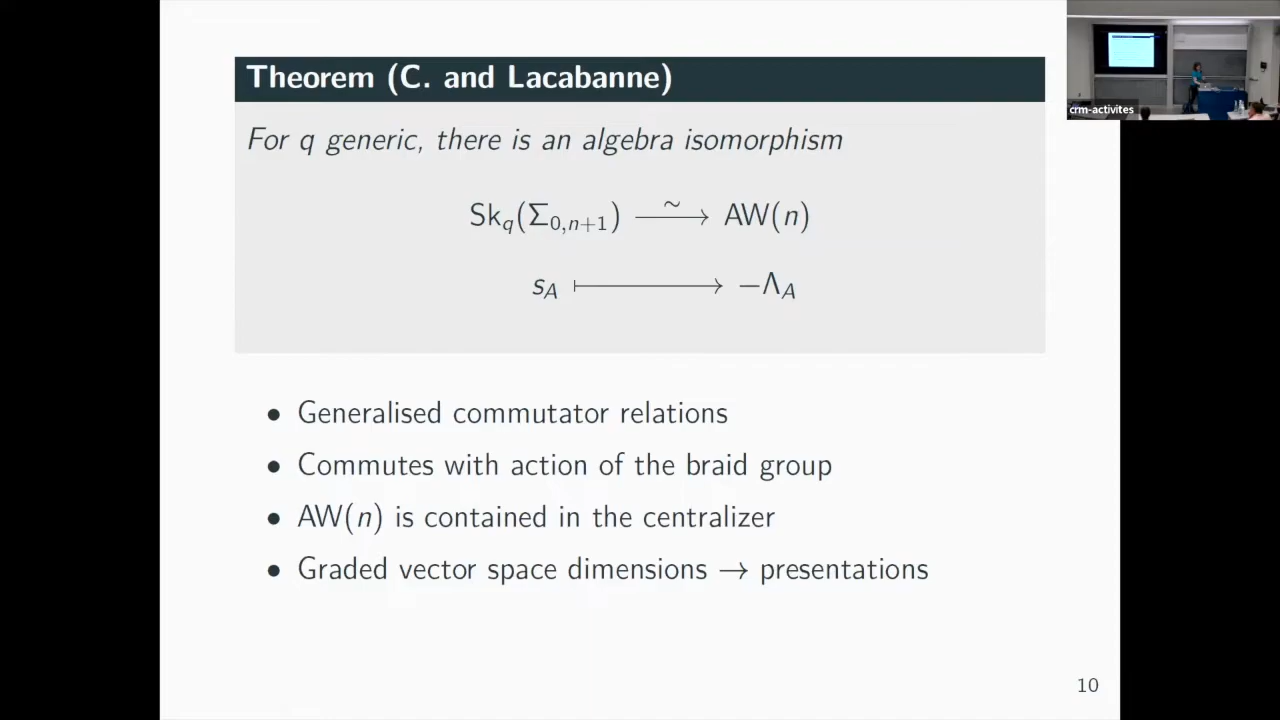 Theorem (C. and Lacabanne)
For q generic, there is an algebra isomorphism
Sk_q(Σ_{0,n+1}) ⟶ AW(n)
∼
s_A ⟼ −Λ_A
• Generalised commutator relations
• Commutes with action of the braid group
• AW(n) is contained in the centralizer
• Graded vector space dimensions → presentations
10
crm-activites